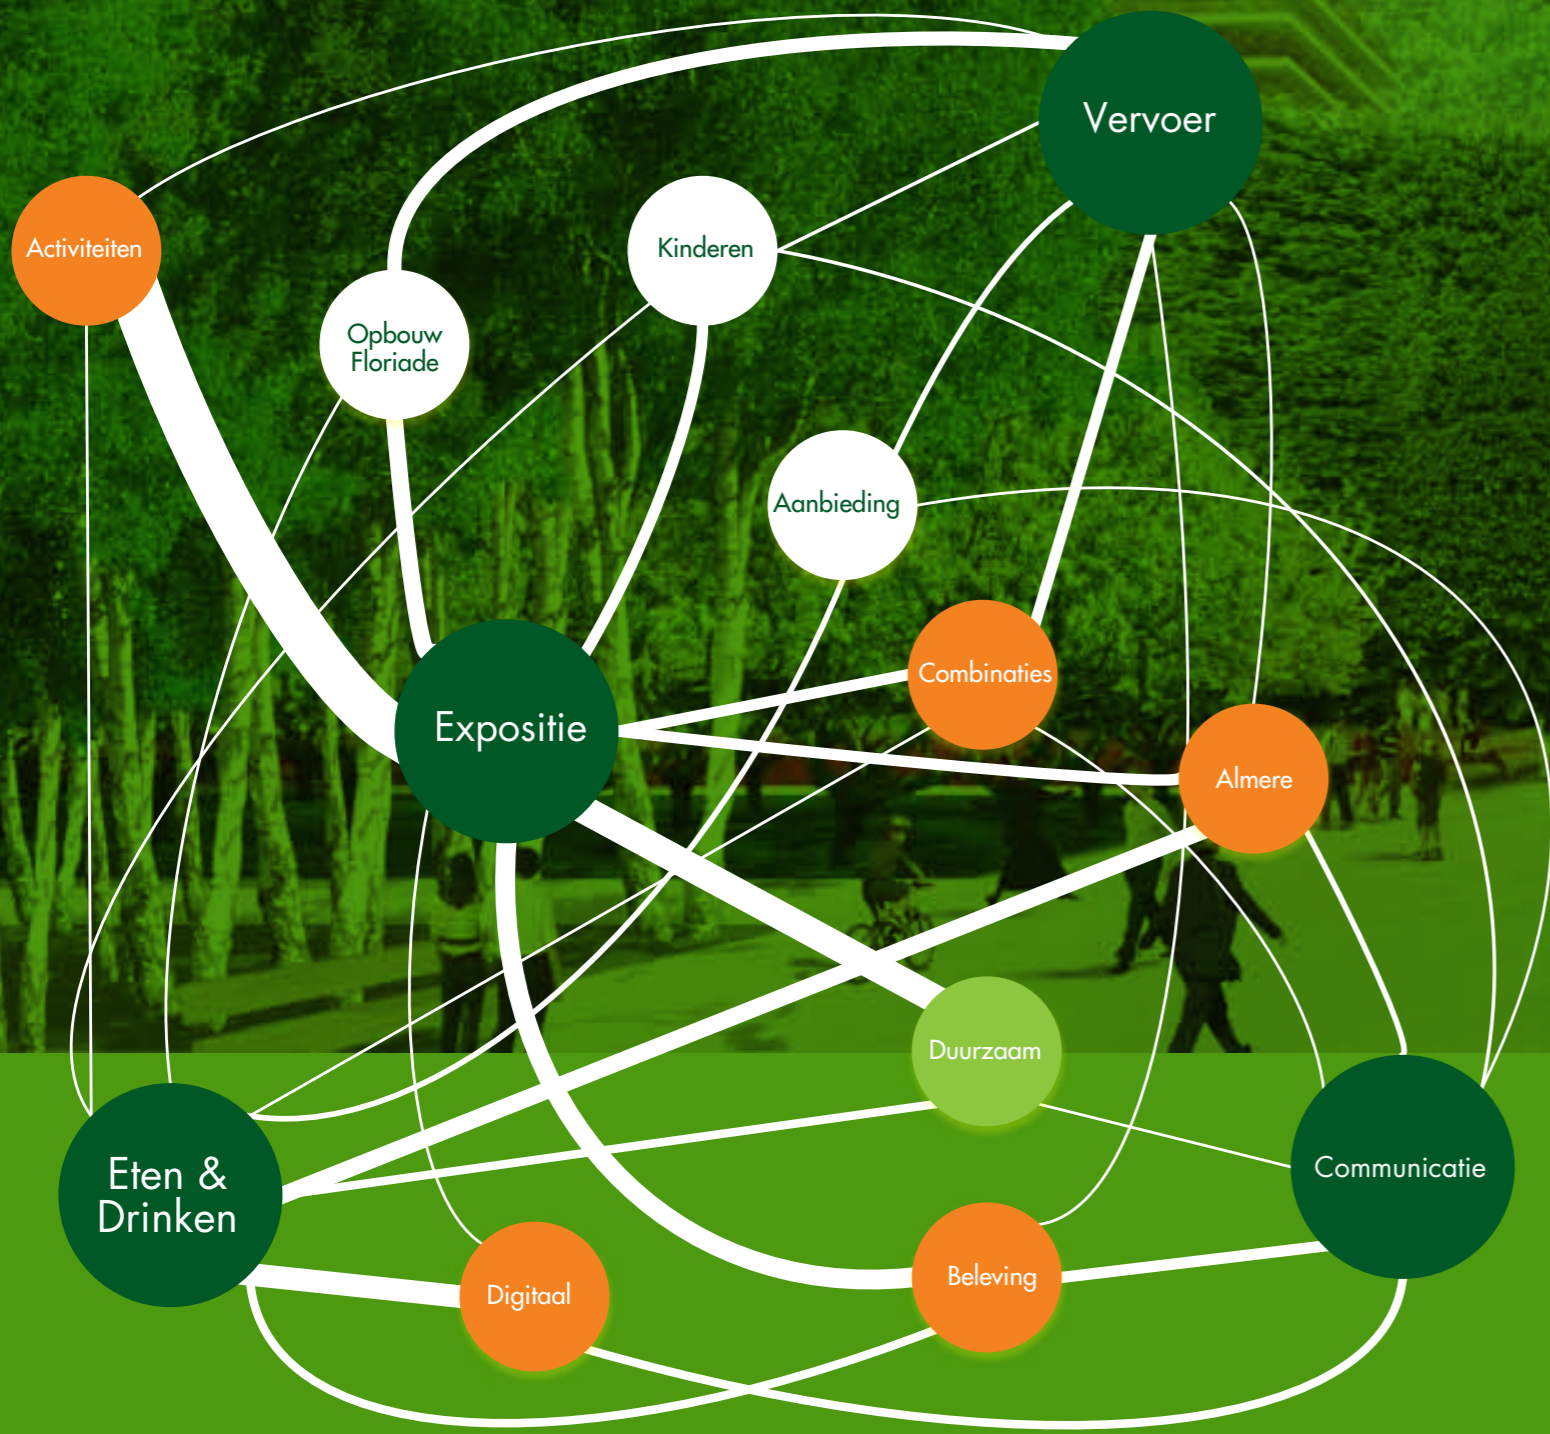 Vervoer
Activiteiten
Kinderen
Opbouw
Floriade
Aanbieding
Combinaties
Expositie
Almere
Duurzaam
Eten &
Drinken
Communicatie
Beleving
Digitaal